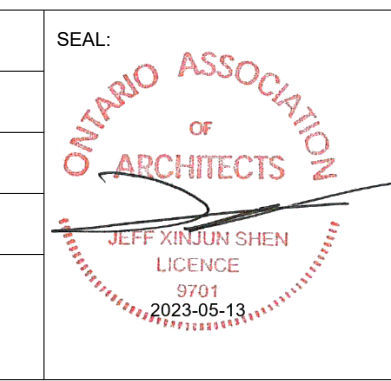 SEAL:
ONTARIO ASSOCIATION
OF
ARCHITECTS
JEFF XINJUN SHEN
LICENCE
9701
2023-05-13